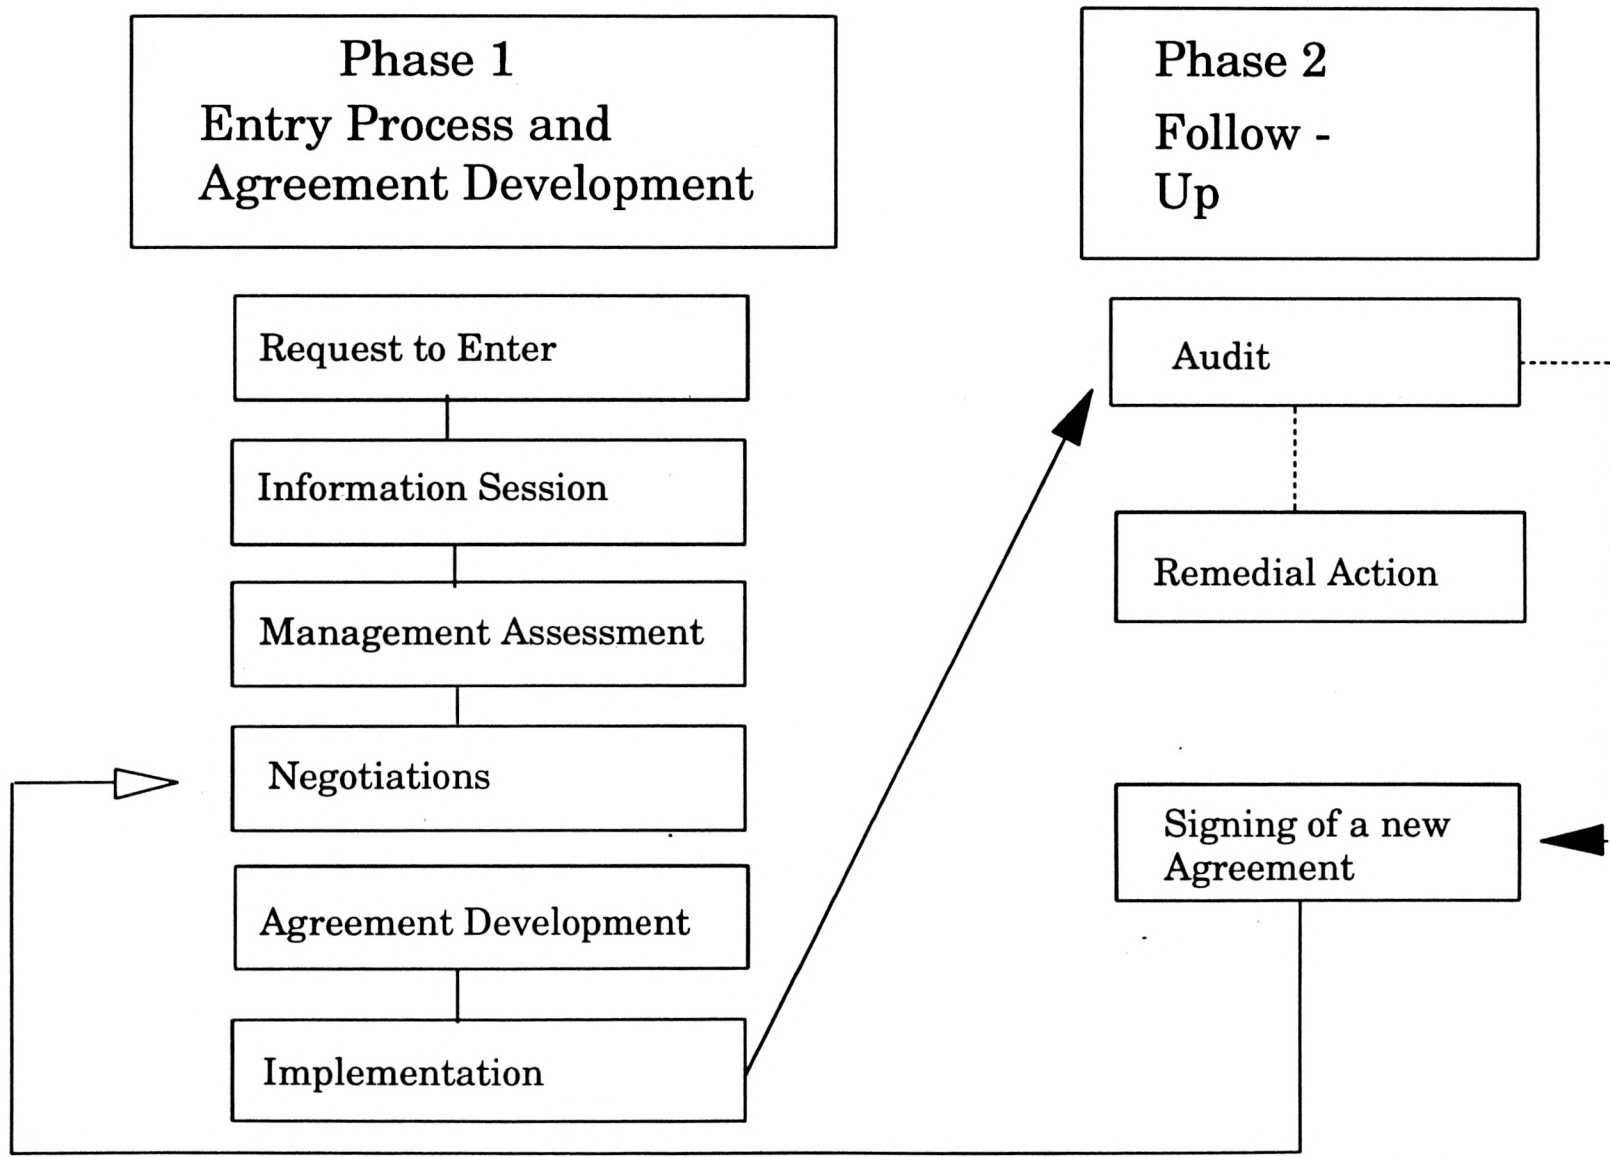 Phase 1
Entry Process and
Agreement Development
Request to Enter
Information Session
Management Assessment
Negotiations
Agreement Development
Implementation
Phase 2
Follow -
Up
Audit
Remedial Action
Signing of a new
Agreement